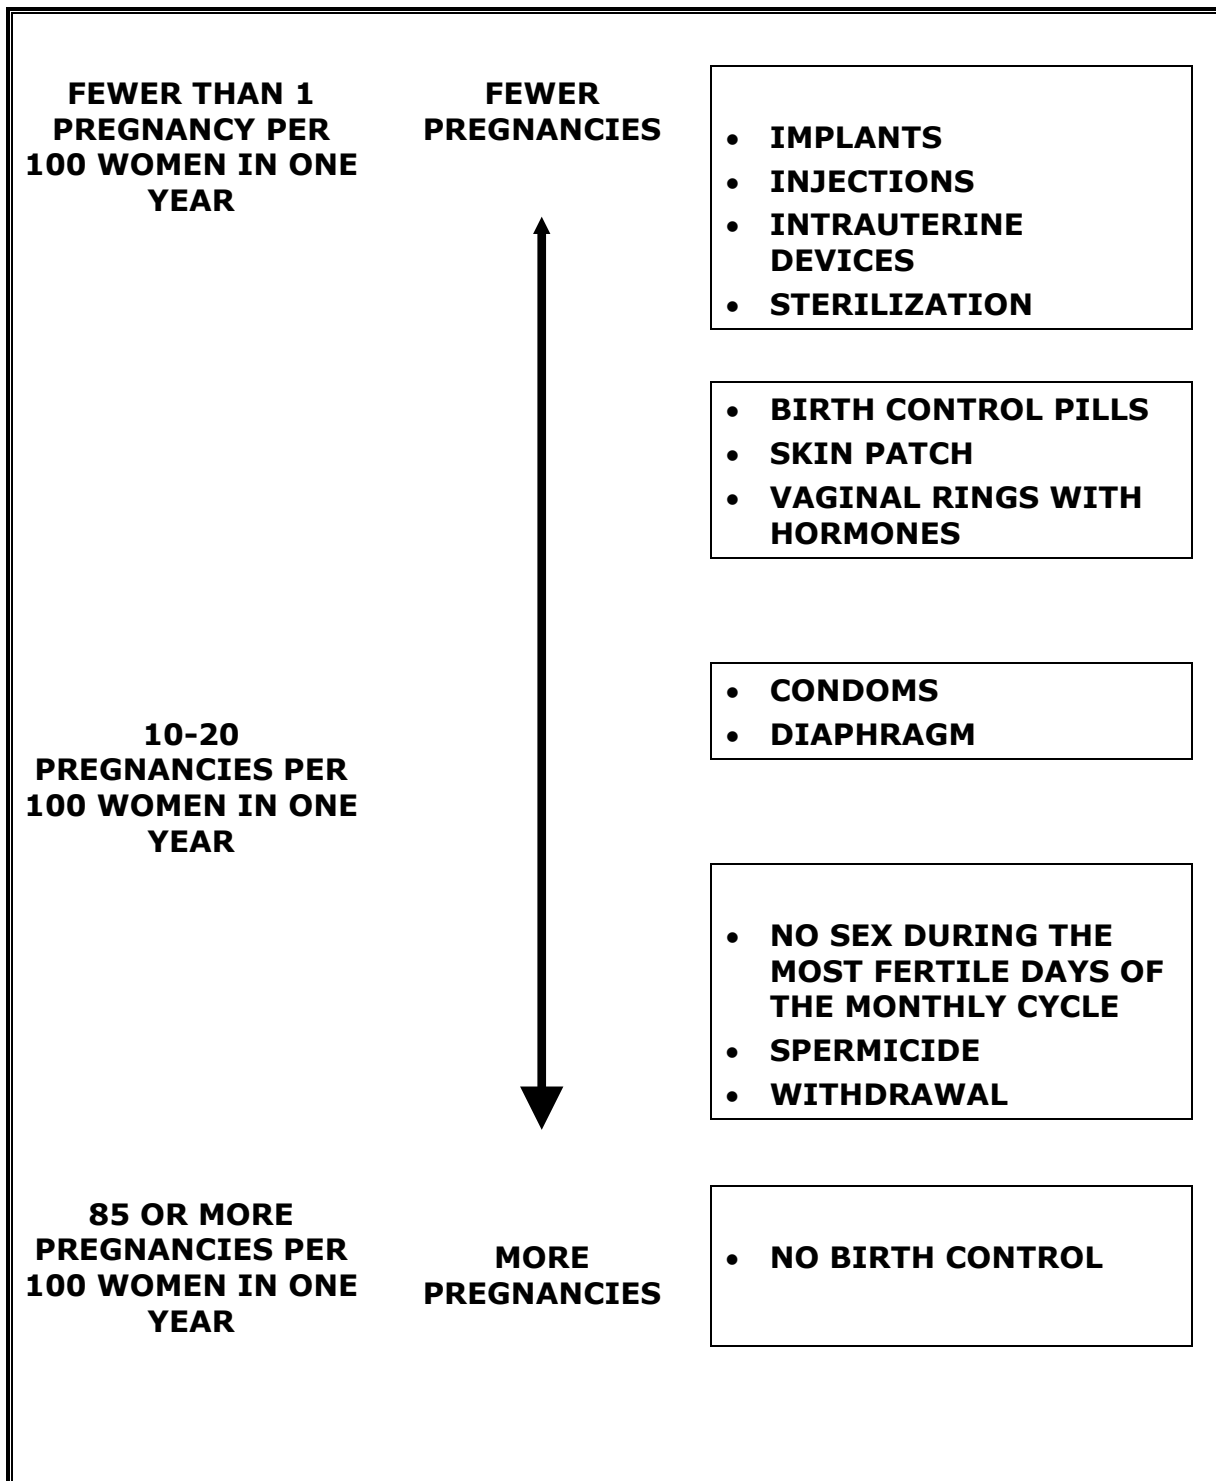 FEWER THAN 1
PREGNANCY PER
100 WOMEN IN ONE
YEAR
FEWER
PREGNANCIES
• IMPLANTS
• INJECTIONS
• INTRAUTERINE
DEVICES
• STERILIZATION
• BIRTH CONTROL PILLS
• SKIN PATCH
• VAGINAL RINGS WITH
HORMONES
10-20
PREGNANCIES PER
100 WOMEN IN ONE
YEAR
• CONDOMS
• DIAPHRAGM
• NO SEX DURING THE
MOST FERTILE DAYS OF
THE MONTHLY CYCLE
• SPERMICIDE
• WITHDRAWAL
85 OR MORE
PREGNANCIES PER
100 WOMEN IN ONE
YEAR
MORE
PREGNANCIES
• NO BIRTH CONTROL